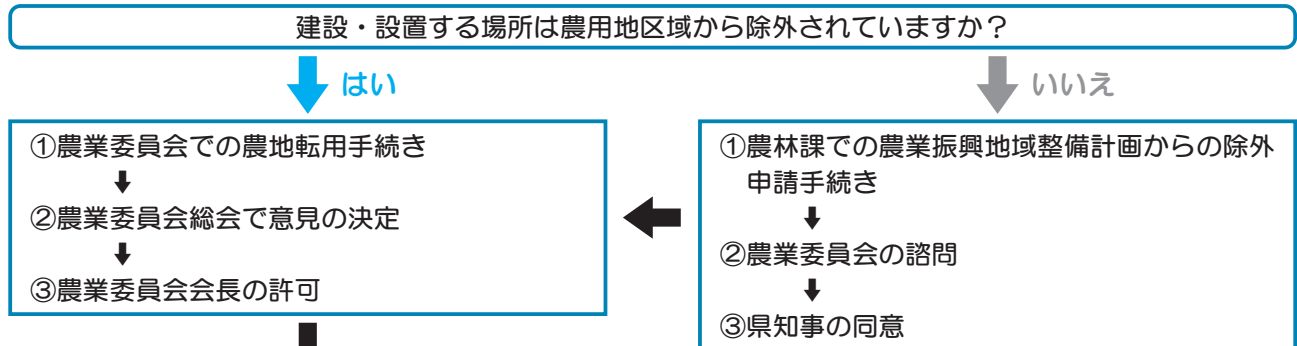 建設・設置する場所は農用地区域から除外されていますか？
はい
いいえ
①農業委員会での農地転用手続き
②農業委員会総会で意見の決定
③農業委員会会長の許可
①農林課での農業振興地域整備計画からの除外
申請手続き
②農業委員会の諮問
③県知事の同意